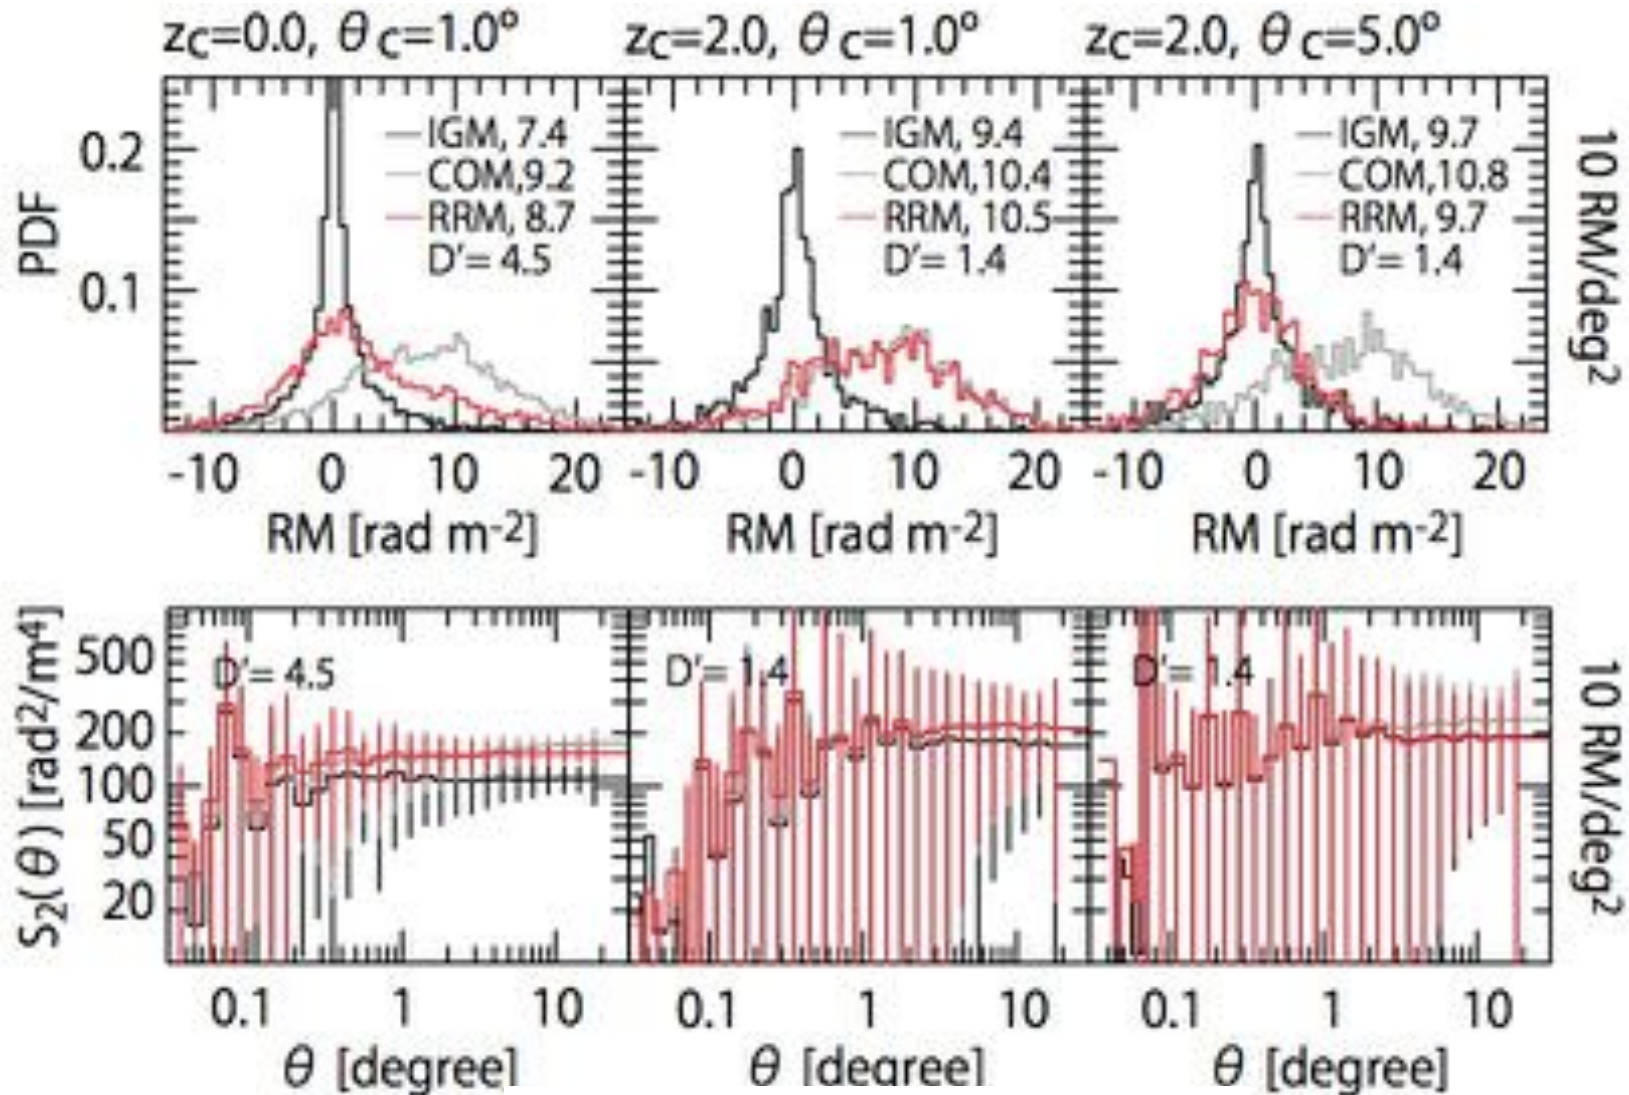 zC=0.0, θC=1.0° zC=2.0, θC=1.0° zC=2.0, θC=5.0°
PDF
0.2
0.1
IGM, 7.4
COM,9.2
RRM, 8.7
D'= 4.5
IGM, 9.4
COM,10.4
RRM, 10.5
D'= 1.4
IGM, 9.7
COM,10.8
RRM, 9.7
D'= 1.4
10 RM/deg²
-10 0 10 20 -10 0 10 20 -10 0 10 20
RM [rad m-2] RM [rad m-2] RM [rad m-2]
S2(θ) [rad2/m4]
500
200
100
50
20
D'= 4.5 D'= 1.4 D'= 1.4
10 RM/deg²
0.1 1 10 0.1 1 10 0.1 1 10
θ [degree] θ [degree] θ [degree]